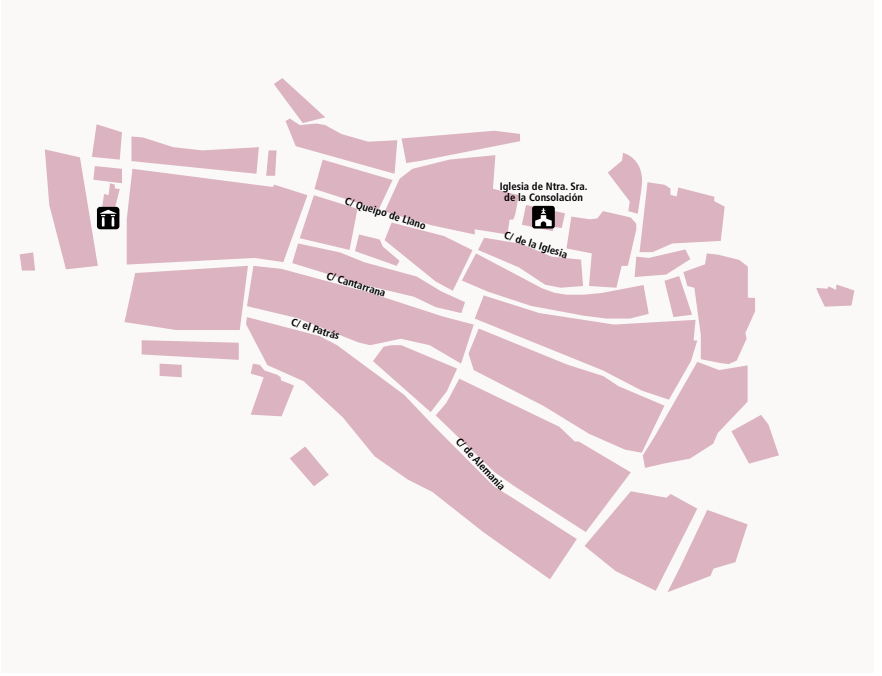 Iglesia de Ntra. Sra.
de la Consolación
C/ Queipo de Llano
C/ de la Iglesia
C/ Cantarrana
C/ el Patrás
C/ de Alemania